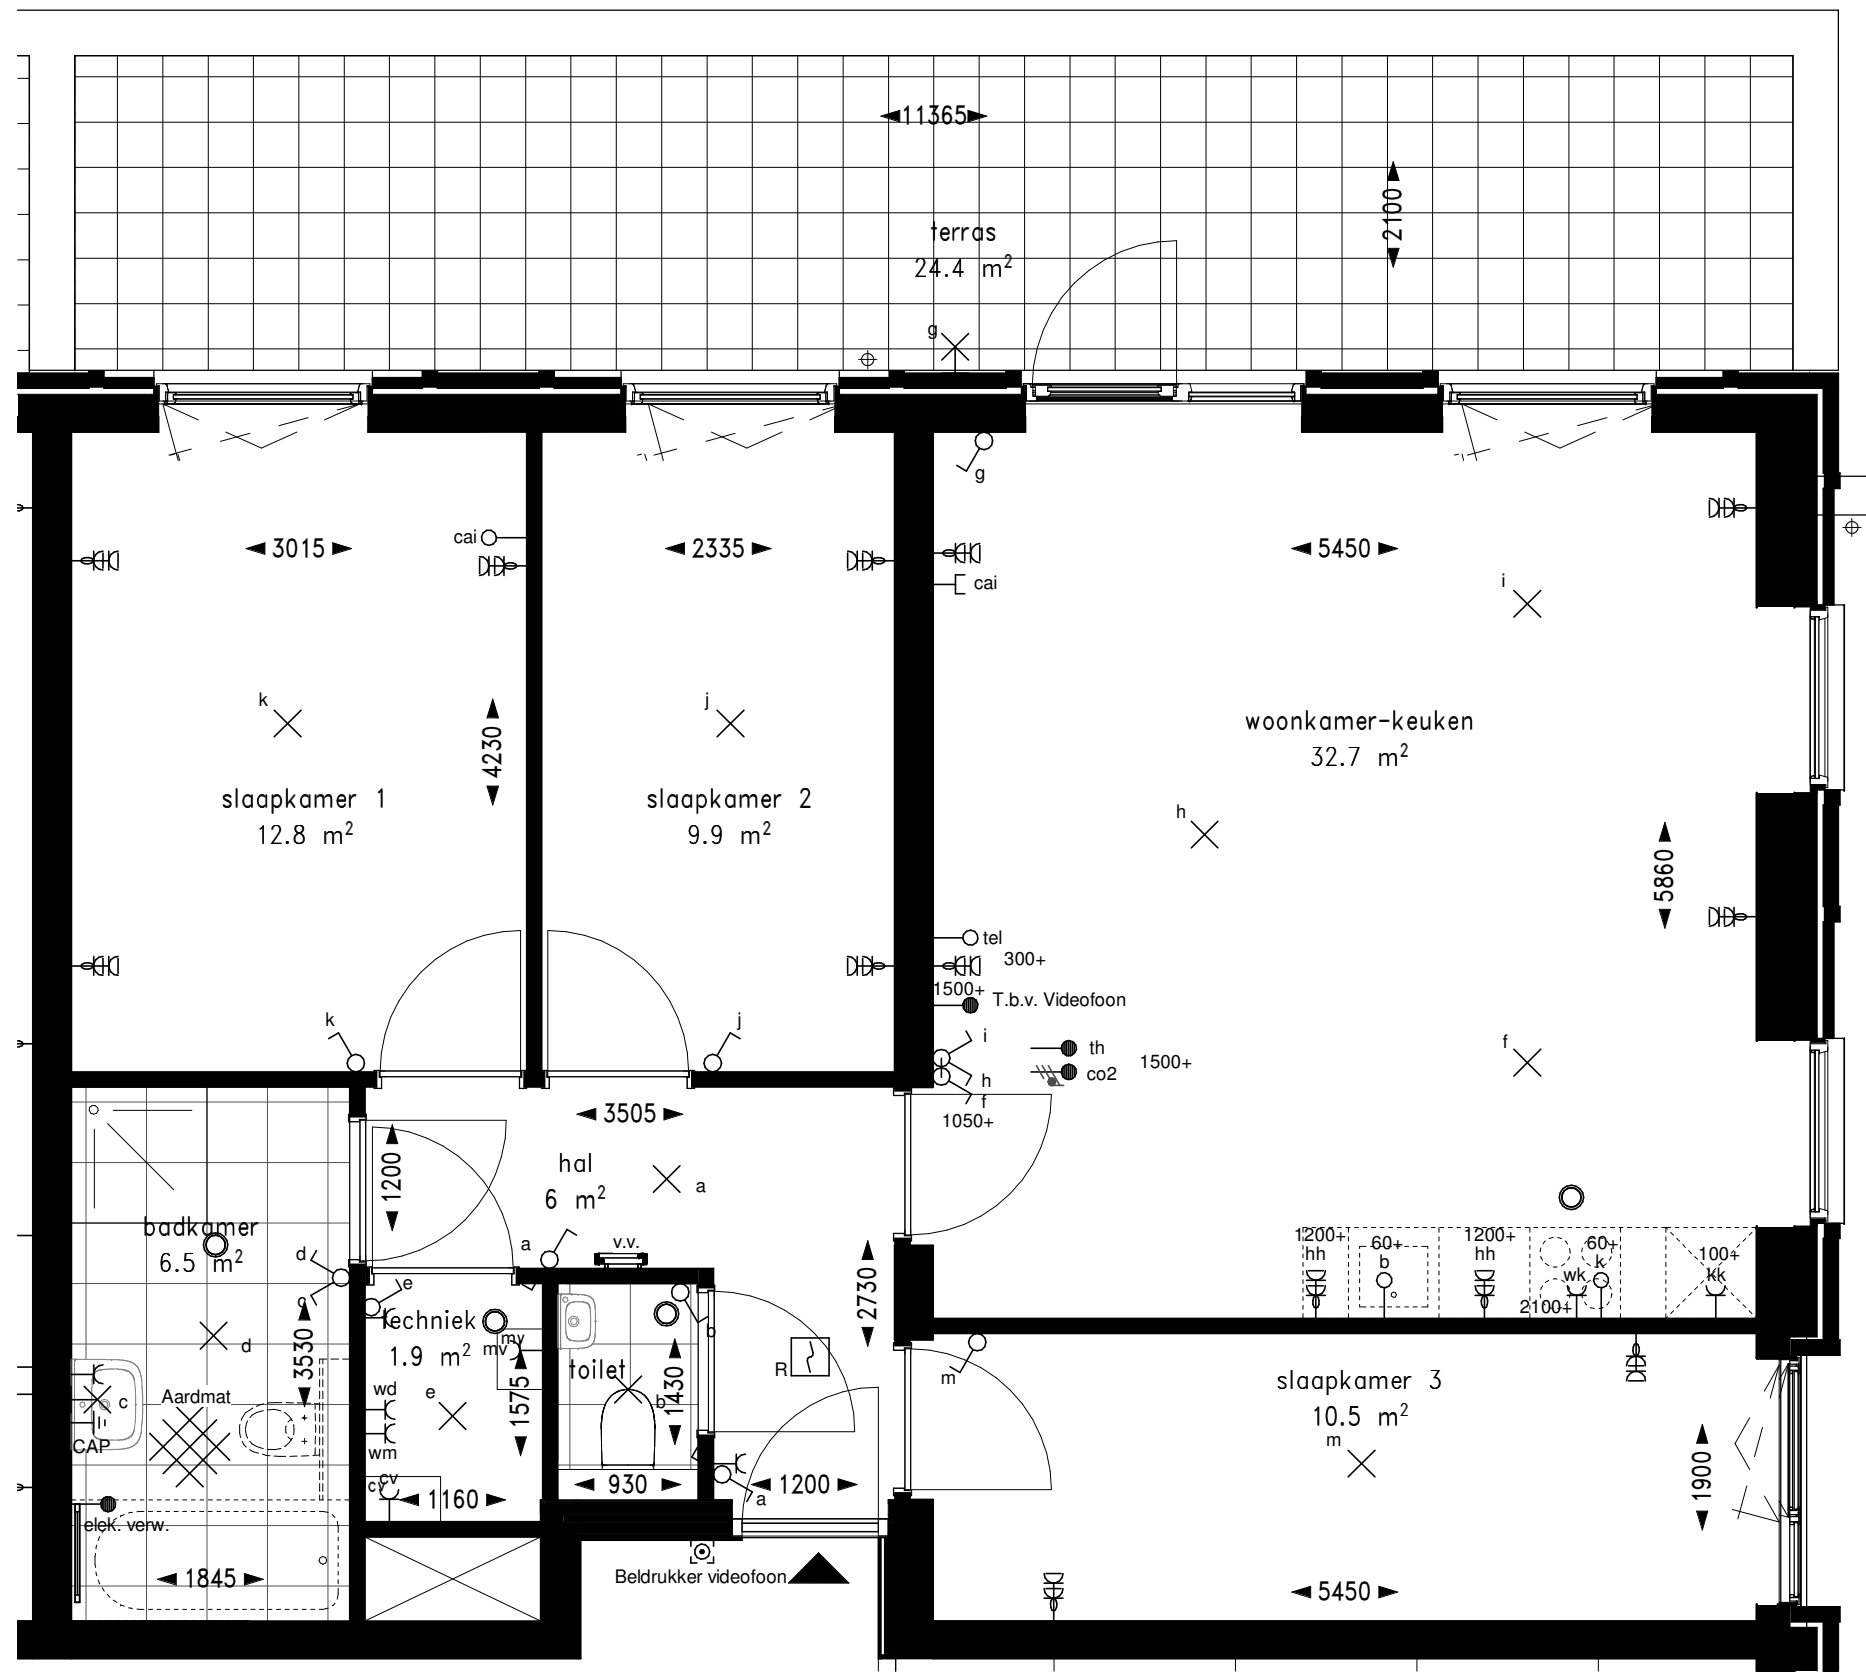 11365
2100
terras
24.4 m²
g
g
cai
3015
2335
5450
cai
i
k
j
4230
woonkamer-keuken
32.7 m²
slaapkamer 1
12.8 m²
slaapkamer 2
9.9 m²
h
5860
tel
300+
1500+
T.b.v. Videofoon
k
j
i
th
h
co2
1500+
f
f
1050+
3505
1200
hal
6 m²
a
badkamer
6.5 m²
d
c
a
v.v.
e
2730
1200+
hh
60+
b
1200+
hh
60+
k
wk
2100+
100+
kk
techniek
1.9 m²
mv
mv
b
d
3530
toilet
R
m
slaapkamer 3
10.5 m²
m
c
Aardmat
wd
e
1575
b
1430
CAP
wm
cv
cv
1160
930
1200
a
1900
elek. verw.
1845
Beldrukker videofoon
5450